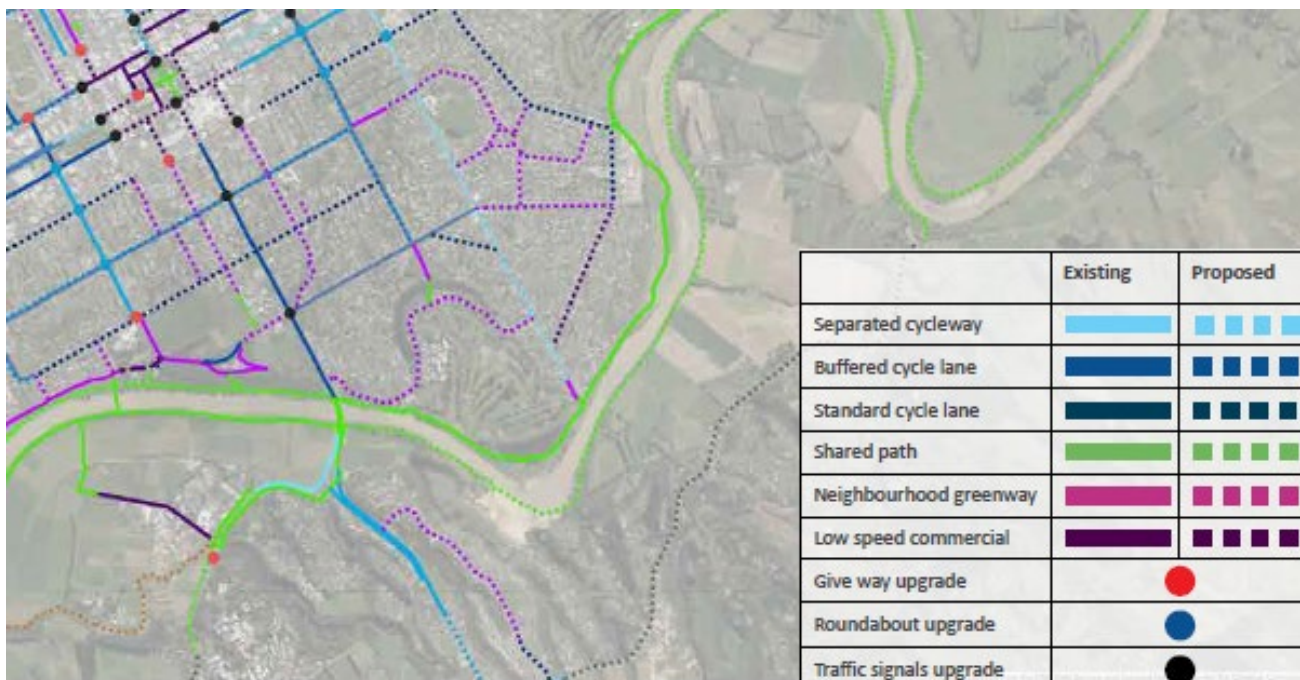 Existing Proposed
Separated cycleway
Buffered cycle lane
Standard cycle lane
Shared path
Neighbourhood greenway
Low speed commercial
Give way upgrade
Roundabout upgrade
Traffic signals upgrade